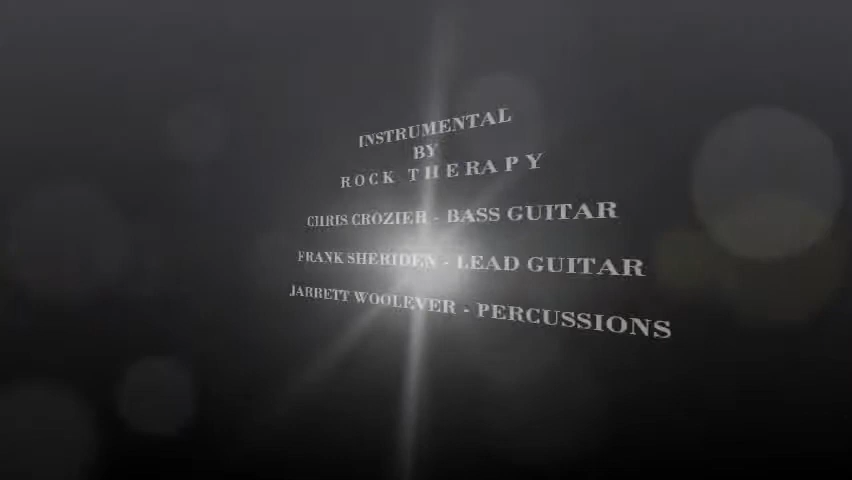 INSTRUMENTAL
BY
ROCK THERAPY
CHRIS CROZIER - BASS GUITAR
FRANK SHERIDEN - LEAD GUITAR
JARRETT WOOLEVER - PERCUSSIONS